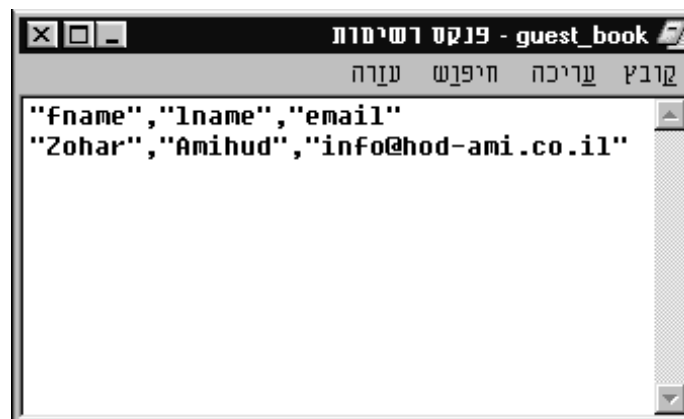 guest_book - פנקס רשימות
קובץ עריכה חיפוש עזרה
"fname","lname","email"
"Zohar","Amihud","info@hod-ami.co.il"